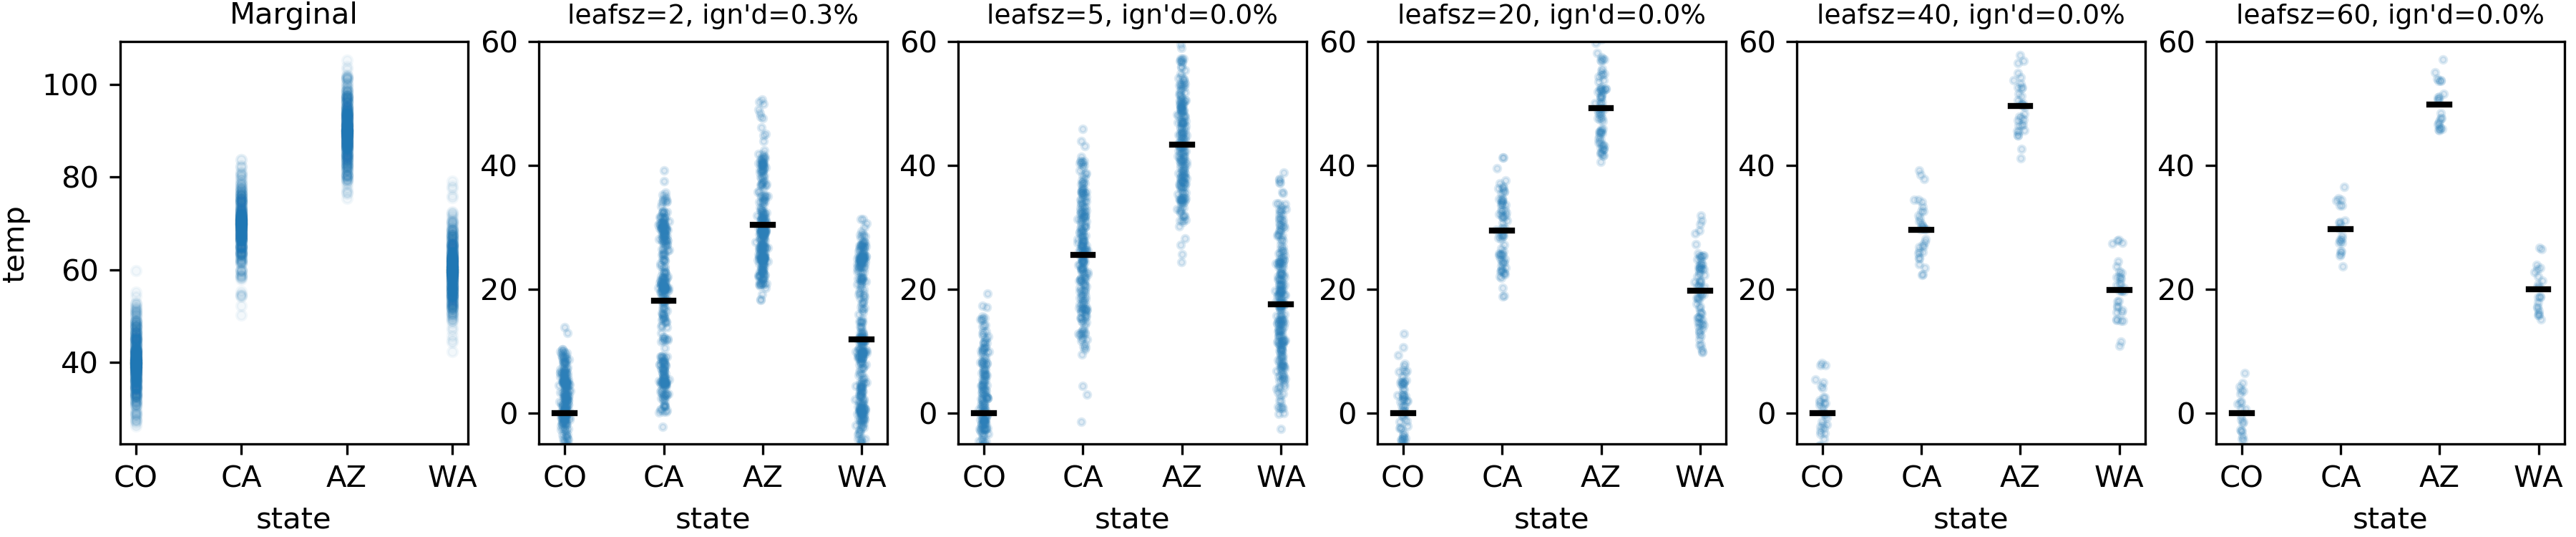 Marginal
temp
100
80
60
40
CO CA AZ WA
state
leafsz=2, ign'd=0.3%
60
40
20
0
CO CA AZ WA
state
leafsz=5, ign'd=0.0%
60
40
20
0
CO CA AZ WA
state
leafsz=20, ign'd=0.0%
60
40
20
0
CO CA AZ WA
state
leafsz=40, ign'd=0.0%
60
40
20
0
CO CA AZ WA
state
leafsz=60, ign'd=0.0%
60
40
20
0
CO CA AZ WA
state